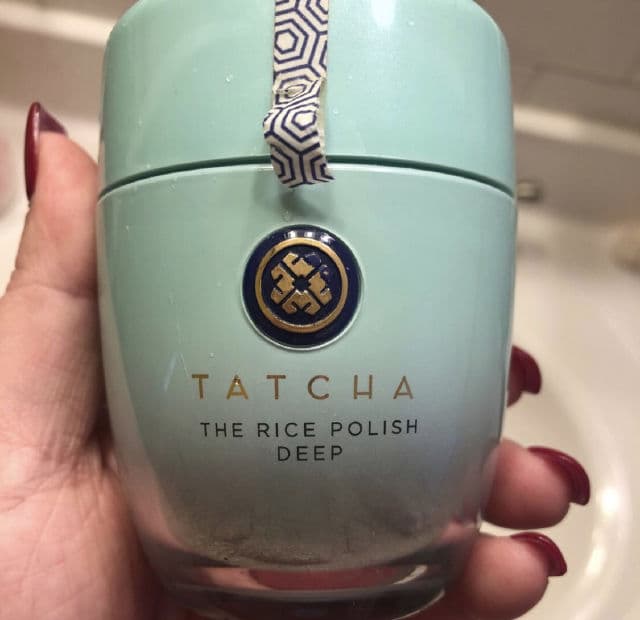 TATCHA
THE RICE POLISH
DEEP